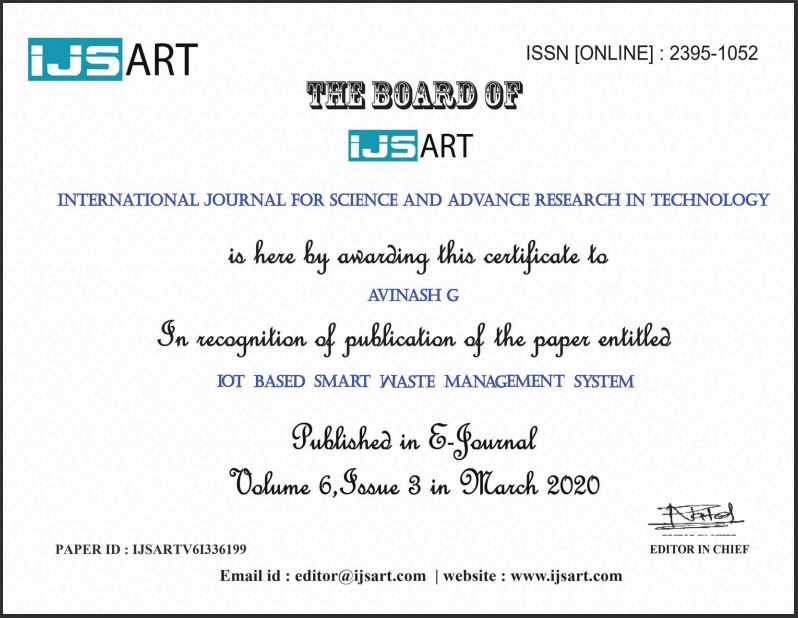 IJSART
ISSN [ONLINE] : 2395-1052
THE BOARD OF
IJSART
INTERNATIONAL JOURNAL FOR SCIENCE AND ADVANCE RESEARCH IN TECHNOLOGY
is here by awarding this certificate to
AVINASH G
In recognition of publication of the paper entitled
IOT BASED SMART WASTE MANAGEMENT SYSTEM
Published in E-Journal
Volume 6,Issue 3 in March 2020
PAPER ID : IJSARTV6I336199
EDITOR IN CHIEF
Email id : editor@ijsart.com | website : www.ijsart.com